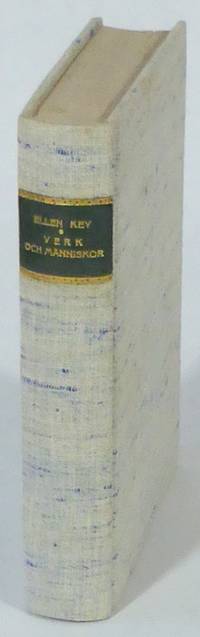 ELLEN KEY
VERK
OCH MÄNNISKOR